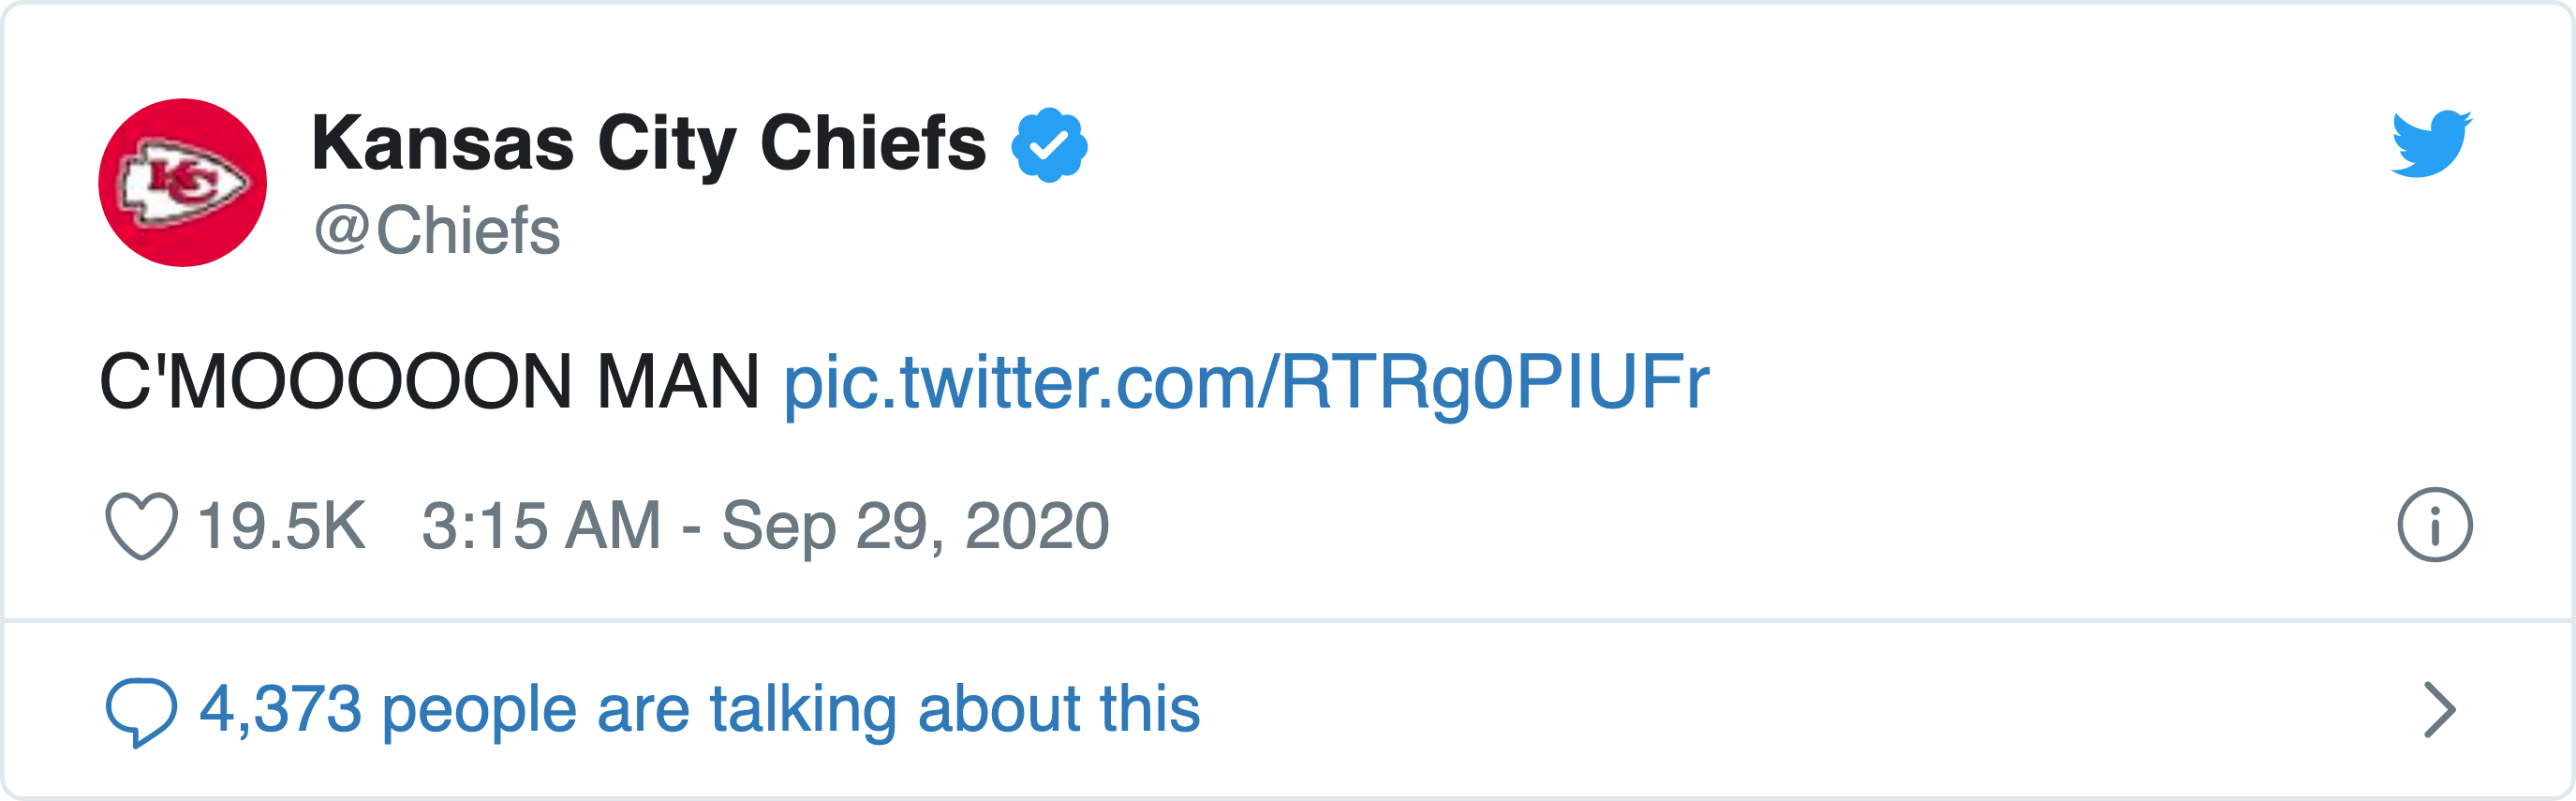 KC
Kansas City Chiefs
@Chiefs
C'MOOOOON MAN pic.twitter.com/RTRg0PIUFr
19.5K 3:15 AM - Sep 29, 2020
4,373 people are talking about this